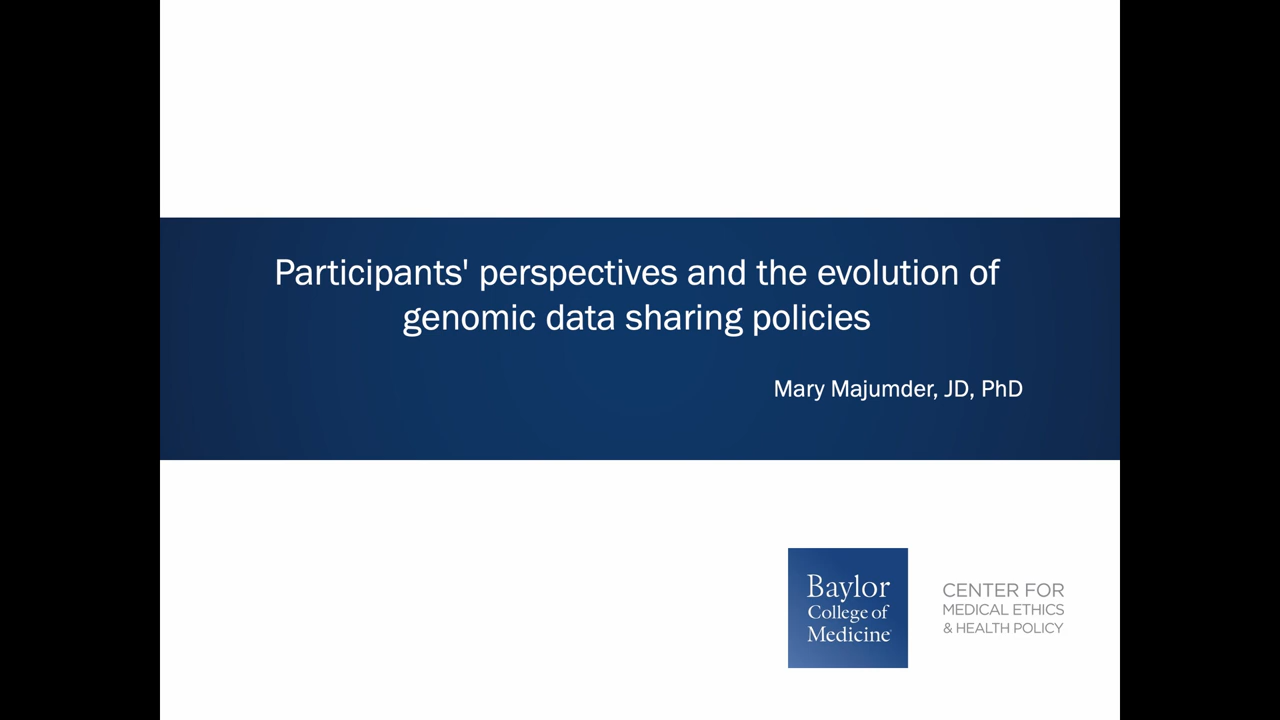 Participants' perspectives and the evolution of
genomic data sharing policies
Mary Majumder, JD, PhD
Baylor
College of
Medicine
CENTER FOR
MEDICAL ETHICS
& HEALTH POLICY